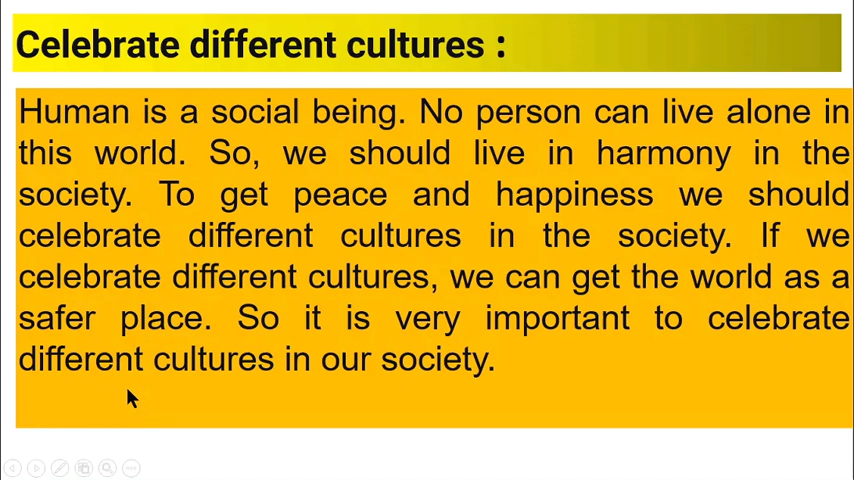 Celebrate different cultures :
Human is a social being. No person can live alone in
this world. So, we should live in harmony in the
society. To get peace and happiness we should
celebrate different cultures in the society. If we
celebrate different cultures, we can get the world as a
safer place. So it is very important to celebrate
different cultures in our society.